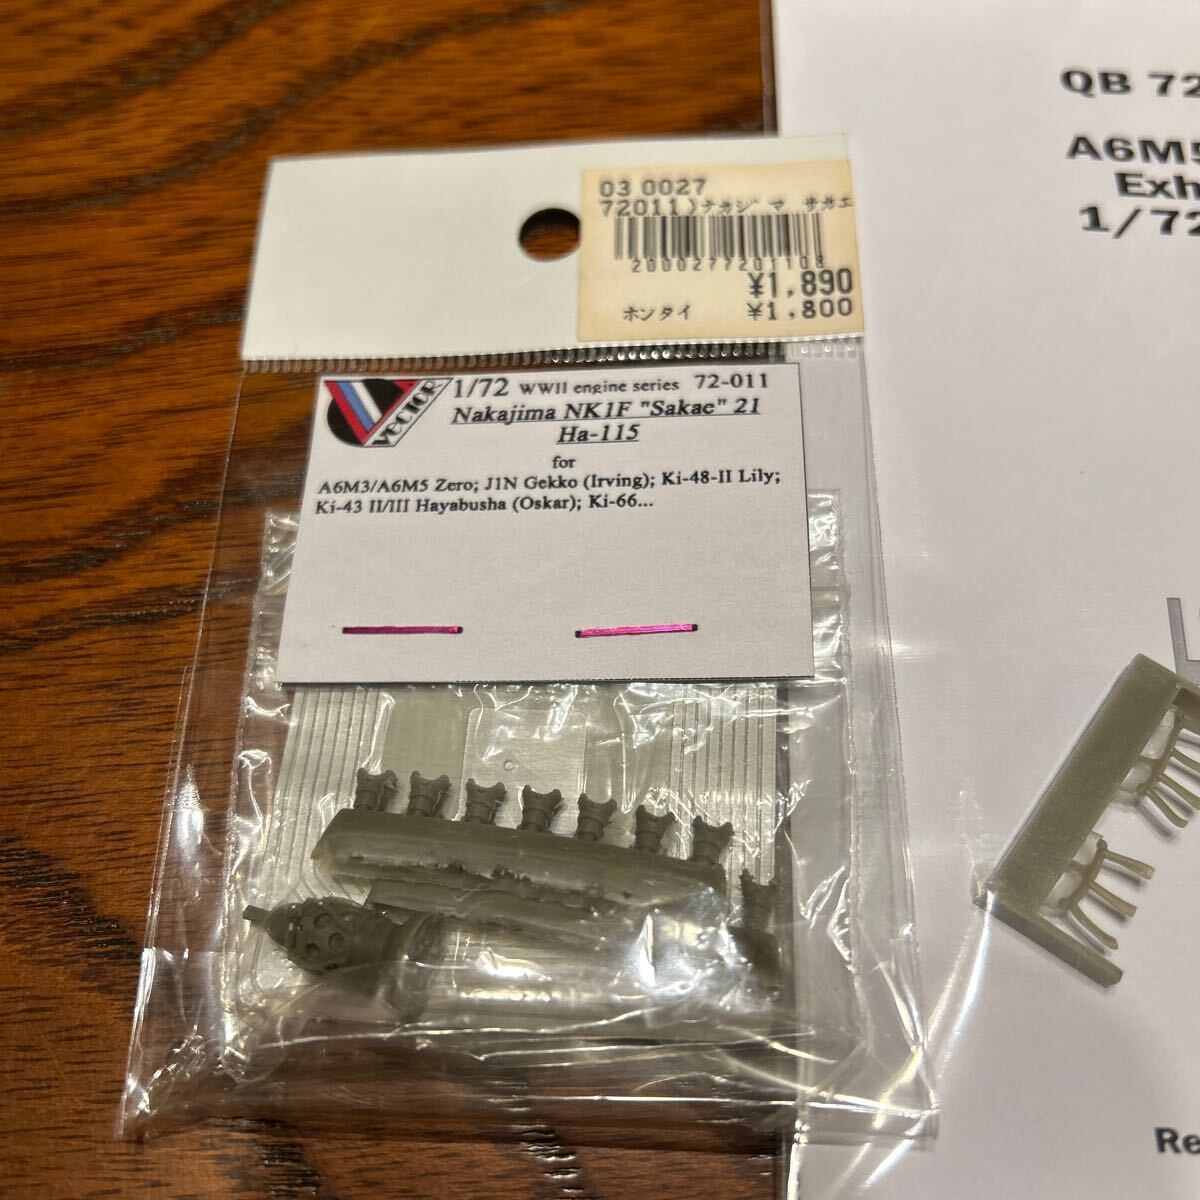 03 0027
72011)ナカジマ サカエ
2000277201108
¥1,890
ホンタイ ¥1,800
VECTOR
1/72 WWII engine series 72-011
Nakajima NK1F "Sakae" 21
Ha-115
for
A6M3/A6M5 Zero; J1N Gekko (Irving); Ki-48-II Lily;
Ki-43 II/III Hayabusha (Oskar); Ki-66...
QB 72
A6M5
Exh
1/72
Re